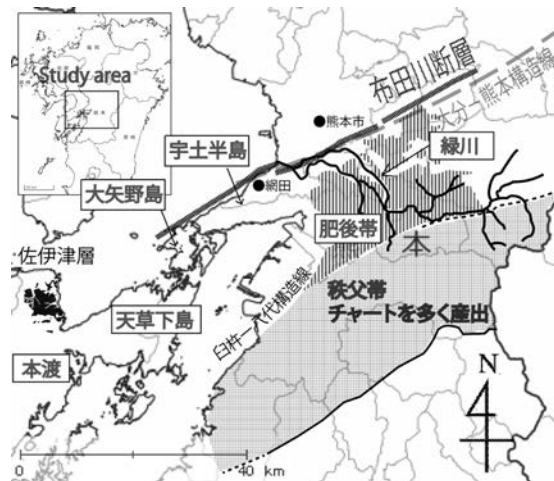 Study area
布田川断層
大分－熊本構造線
熊本市
宇土半島
緑川
大矢野島
網田
佐伊津層
肥後帯
本
臼杵－八代構造線
秩父帯
チャートを多く産出
天草下島
本渡
N
0
40 km